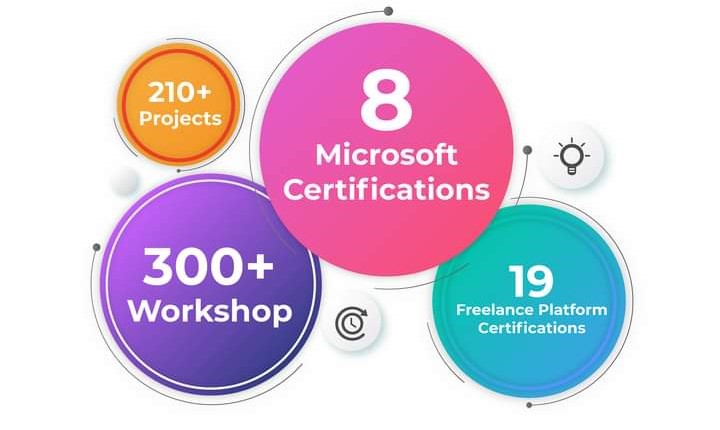 210+
Projects
8
Microsoft
Certifications
300+
Workshop
19
Freelance Platform
Certifications